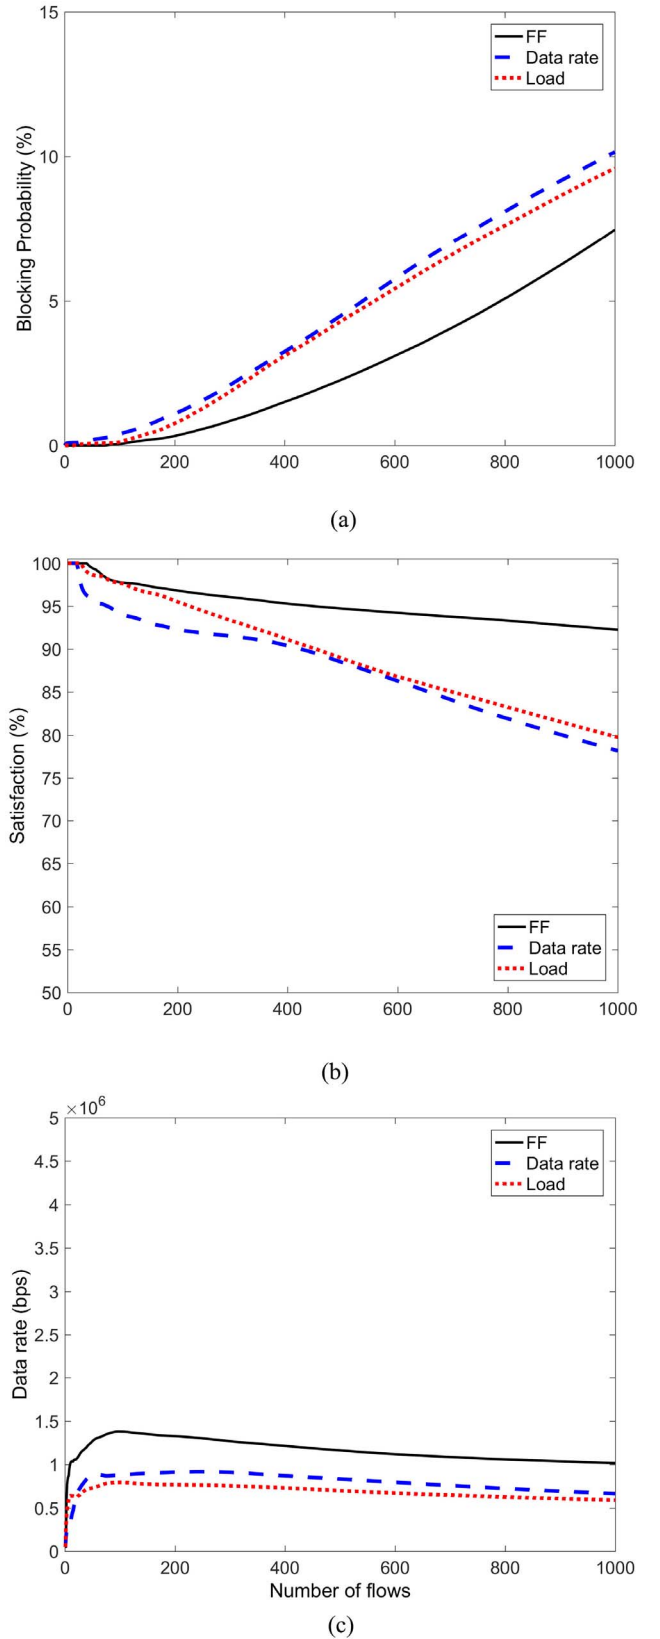 15
10
5
0
Blocking Probability (%)
FF
Data rate
Load
0 200 400 600 800 1000
(a)
100
95
90
85
80
75
70
65
60
55
50
Satisfaction (%)
FF
Data rate
Load
0 200 400 600 800 1000
(b)
×10⁶
5
4.5
4
3.5
3
2.5
2
1.5
1
0.5
0
Data rate (bps)
FF
Data rate
Load
0 200 400 600 800 1000
Number of flows
(c)